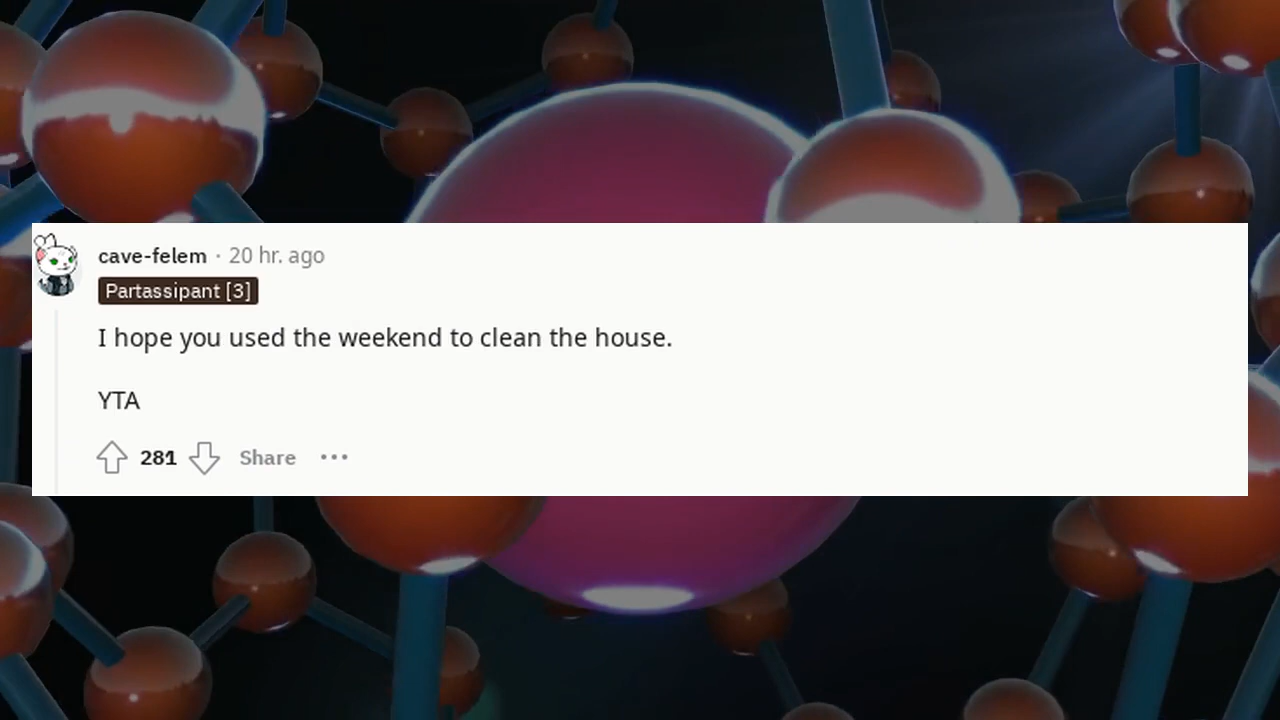 cave-felem · 20 hr. ago
Partassipant [3]
I hope you used the weekend to clean the house.
YTA
281 Share •••